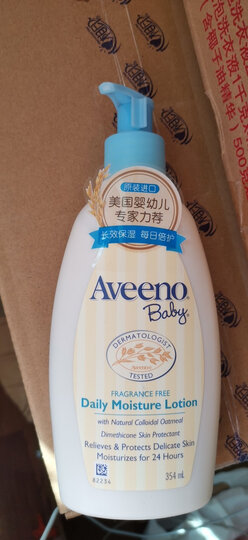 原装进口
美国婴幼儿
专家力荐
长效保湿 每日倍护
Aveeno
Baby
DERMATOLOGIST
TESTED
FRAGRANCE FREE
Daily Moisture Lotion
with Natural Colloidal Oatmeal
Dimethicone Skin Protectant
Relieves & Protects Delicate Skin
Moisturizes for 24 Hours
354 mL
82234